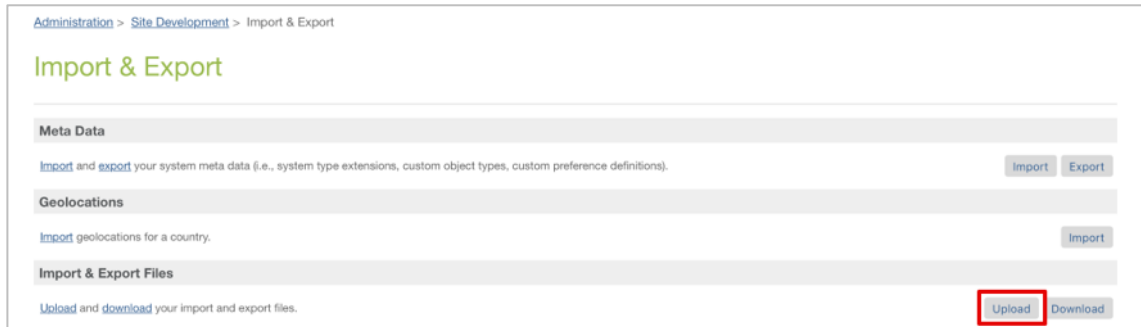 Administration > Site Development > Import & Export
Import & Export
Meta Data
Import and export your system meta data (i.e., system type extensions, custom object types, custom preference definitions).
Import Export
Geolocations
Import geolocations for a country.
Import
Import & Export Files
Upload and download your import and export files.
Upload Download